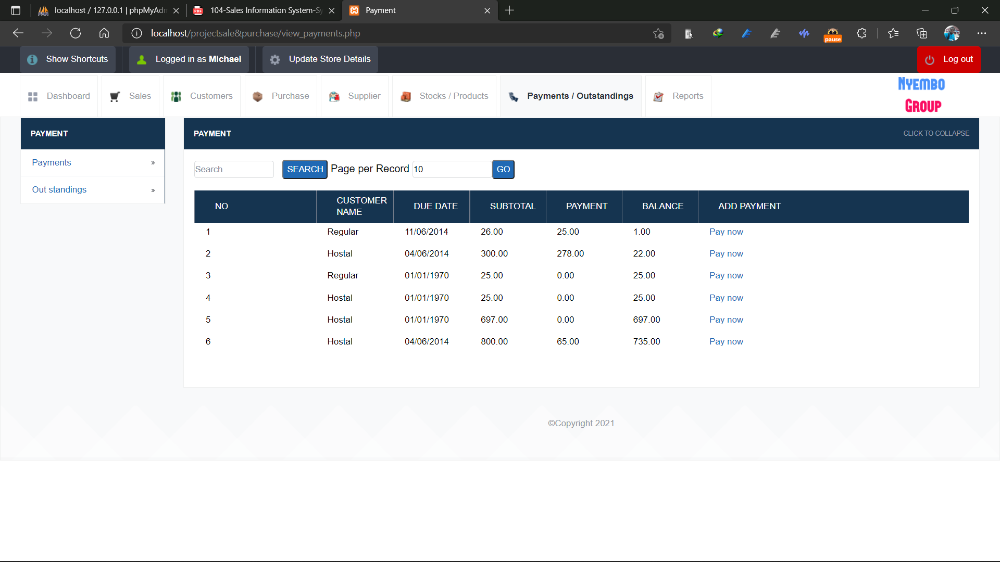 localhost / 127.0.0.1 | phpMyAdm
104-Sales Information System-Sy
Payment
localhost/projectsale&purchase/view_payments.php
pause
Show Shortcuts
Logged in as Michael
Update Store Details
Log out
Dashboard
Sales
Customers
Purchase
Supplier
Stocks / Products
Payments / Outstandings
Reports
Nyembo
Group
PAYMENT
Payments »
Out standings »
PAYMENT
CLICK TO COLLAPSE
Search SEARCH Page per Record 10 GO
NO CUSTOMER NAME DUE DATE SUBTOTAL PAYMENT BALANCE ADD PAYMENT
1 Regular 11/06/2014 26.00 25.00 1.00 Pay now
2 Hostal 04/06/2014 300.00 278.00 22.00 Pay now
3 Regular 01/01/1970 25.00 0.00 25.00 Pay now
4 Hostal 01/01/1970 25.00 0.00 25.00 Pay now
5 Hostal 01/01/1970 697.00 0.00 697.00 Pay now
6 Hostal 04/06/2014 800.00 65.00 735.00 Pay now
©Copyright 2021